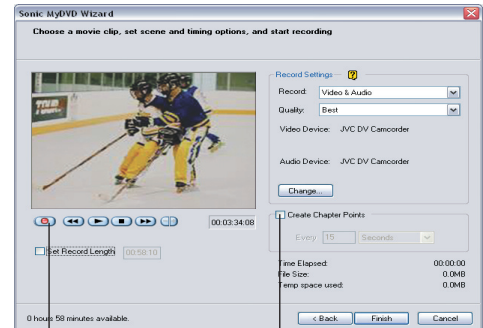 Sonic MyDVD Wizard
Choose a movie clip, set scene and timing options, and start recording
Record Settings ?
Record: Video & Audio
Quality: Best
Video Device: JVC DV Camcorder
Audio Device: JVC DV Camcorder
Change...
00:03:34:08
Create Chapter Points
Every 15 Seconds
Set Record Length 00:58:10
Time Elapsed: 00:00:00
File Size: 0.0MB
Temp space used: 0.0MB
0 hours 58 minutes available.
< Back Finish Cancel